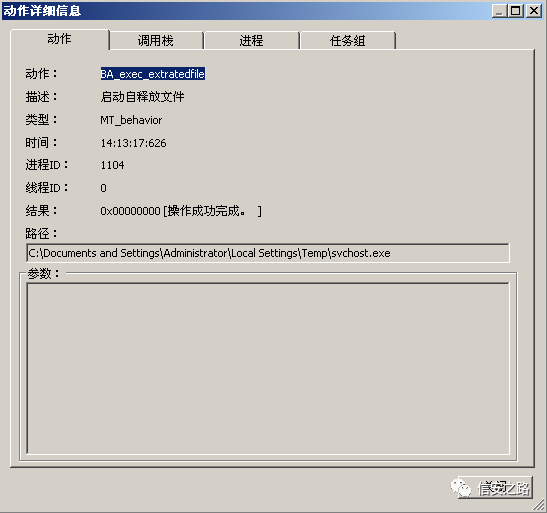 动作详细信息
动作 调用栈 进程 任务组
动作： BA_exec_extratedfile
描述： 启动自释放文件
类型： MT_behavior
时间： 14:13:17:626
进程ID： 1104
线程ID： 0
结果： 0x00000000 [操作成功完成。 ]
路径：
C:\Documents and Settings\Administrator\Local Settings\Temp\svchost.exe
参数：
信安之路